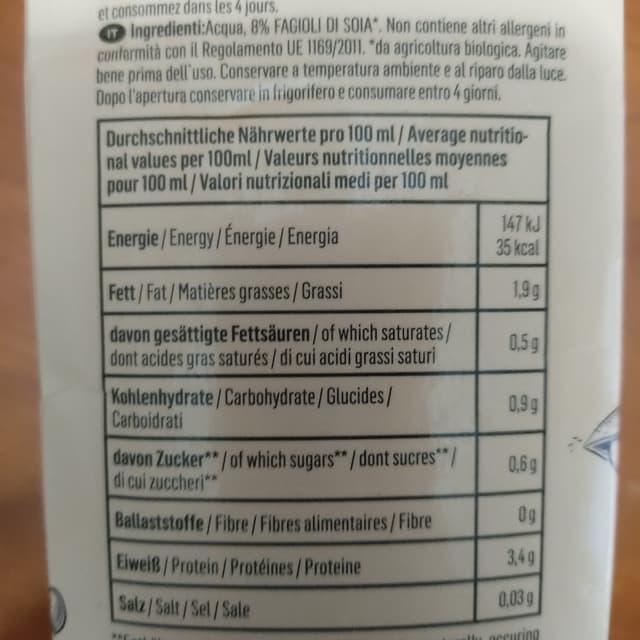 et consommez dans les 4 jours.
IT Ingredienti:Acqua, 8% FAGIOLI DI SOIA*. Non contiene altri allergeni in
conformità con il Regolamento UE 1169/2011. *da agricoltura biologica. Agitare
bene prima dell'uso. Conservare a temperatura ambiente e al riparo dalla luce.
Dopo l'apertura conservare in frigorifero e consumare entro 4 giorni.
Durchschnittliche Nährwerte pro 100 ml / Average nutritio-
nal values per 100ml / Valeurs nutritionnelles moyennes
pour 100 ml / Valori nutrizionali medi per 100 ml
Energie / Energy / Énergie / Energia
147 kJ
35 kcal
Fett / Fat / Matières grasses / Grassi 1,9 g
davon gesättigte Fettsäuren / of which saturates /
dont acides gras saturés / di cui acidi grassi saturi
0,5 g
Kohlenhydrate / Carbohydrate / Glucides /
Carboidrati
0,9 g
davon Zucker** / of which sugars** / dont sucres** /
di cui zuccheri**
0,6 g
Ballaststoffe / Fibre / Fibres alimentaires / Fibre 0 g
Eiweiß / Protein / Protéines / Proteine 3,4 g
Salz / Salt / Sel / Sale 0,03 g
occuring